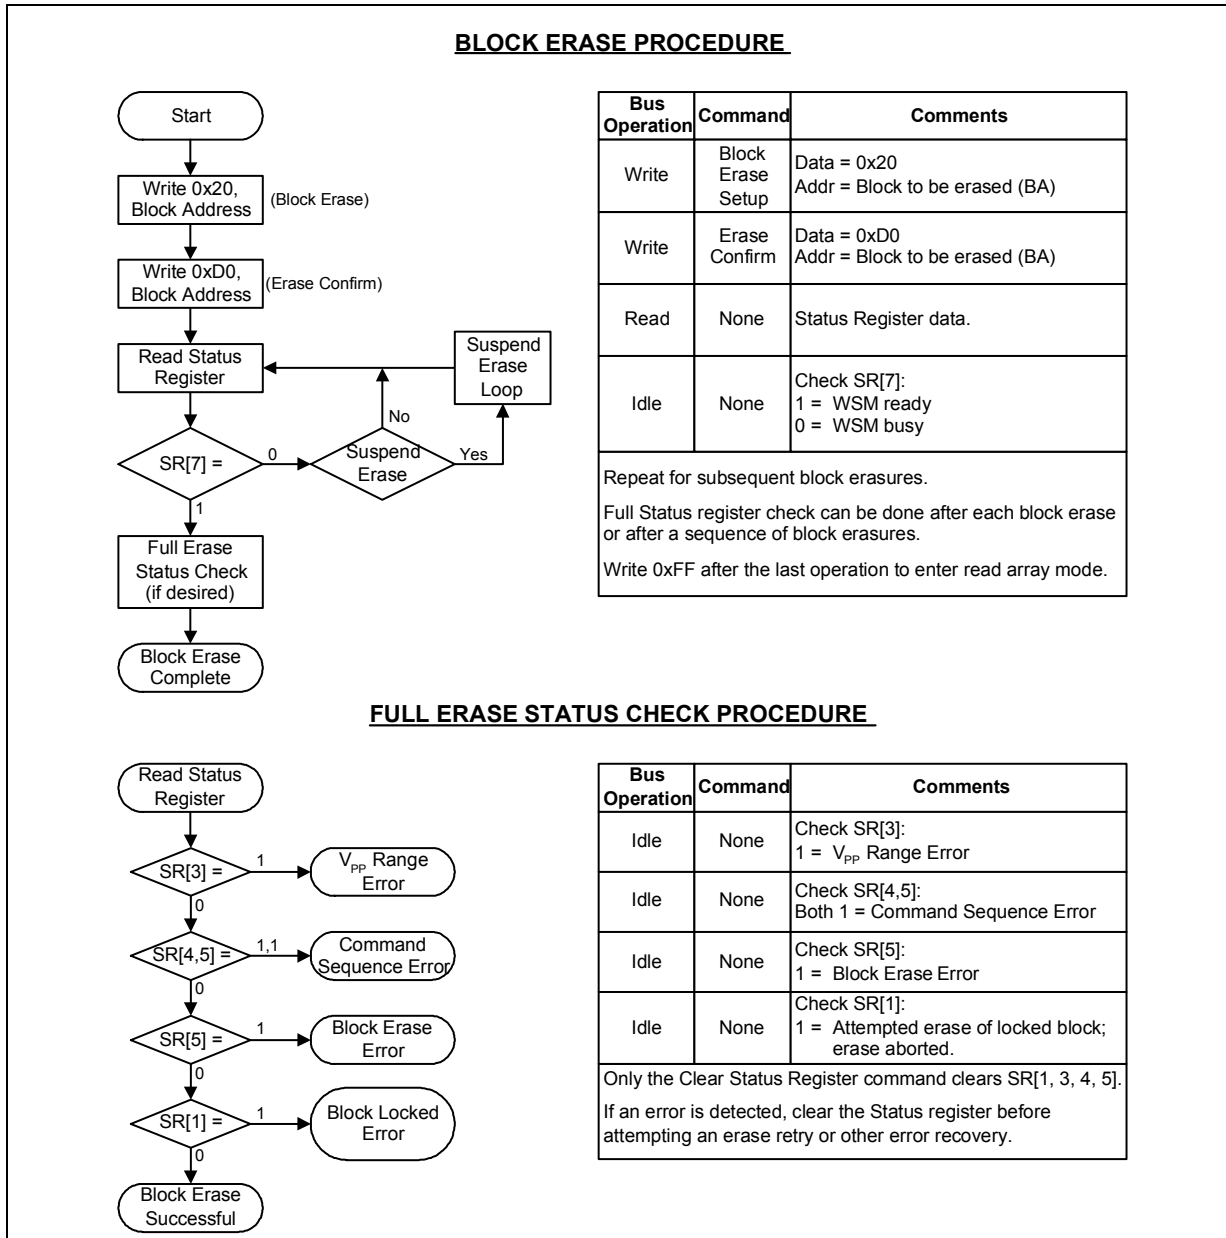 BLOCK ERASE PROCEDURE
Start
Write 0x20,
Block Address
(Block Erase)
Write 0xD0,
Block Address
(Erase Confirm)
Read Status
Register
Suspend
Erase
Loop
No
SR[7] =
0
Suspend
Erase
Yes
1
Full Erase
Status Check
(if desired)
Block Erase
Complete
Bus
Operation
Command
Comments
Write
Block
Erase
Setup
Data = 0x20
Addr = Block to be erased (BA)
Write
Erase
Confirm
Data = 0xD0
Addr = Block to be erased (BA)
Read
None
Status Register data.
Idle
None
Check SR[7]:
1 = WSM ready
0 = WSM busy
Repeat for subsequent block erasures.
Full Status register check can be done after each block erase
or after a sequence of block erasures.
Write 0xFF after the last operation to enter read array mode.
FULL ERASE STATUS CHECK PROCEDURE
Read Status
Register
SR[3] =
1
VPP Range
Error
0
SR[4,5] =
1,1
Command
Sequence Error
0
SR[5] =
1
Block Erase
Error
0
SR[1] =
1
Block Locked
Error
0
Block Erase
Successful
Bus
Operation
Command
Comments
Idle
None
Check SR[3]:
1 = VPP Range Error
Idle
None
Check SR[4,5]:
Both 1 = Command Sequence Error
Idle
None
Check SR[5]:
1 = Block Erase Error
Idle
None
Check SR[1]:
1 = Attempted erase of locked block;
erase aborted.
Only the Clear Status Register command clears SR[1, 3, 4, 5].
If an error is detected, clear the Status register before
attempting an erase retry or other error recovery.